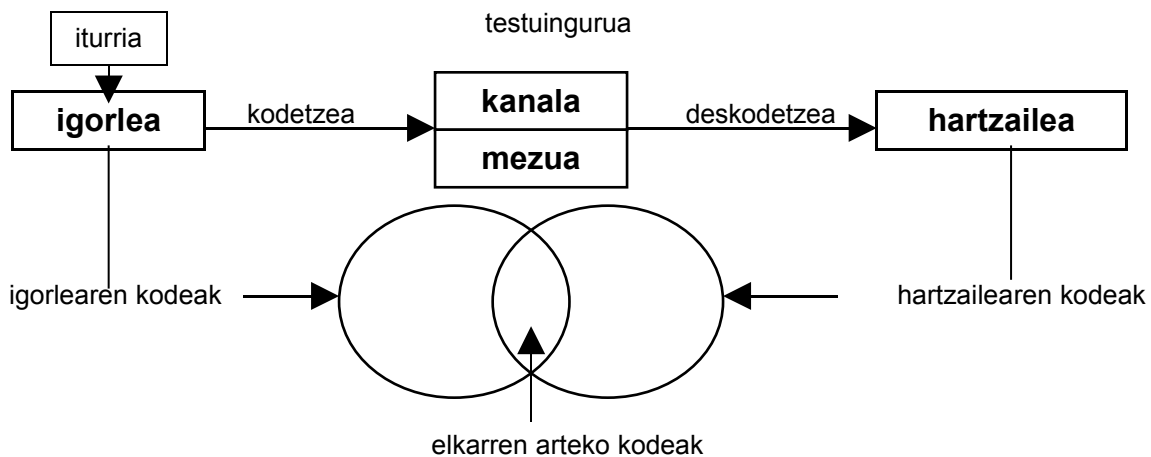 testuingurua
iturria
igorlea
kodetzea
kanala
mezua
deskodetzea
hartzailea
igorlearen kodeak
hartzailearen kodeak
elkarren arteko kodeak